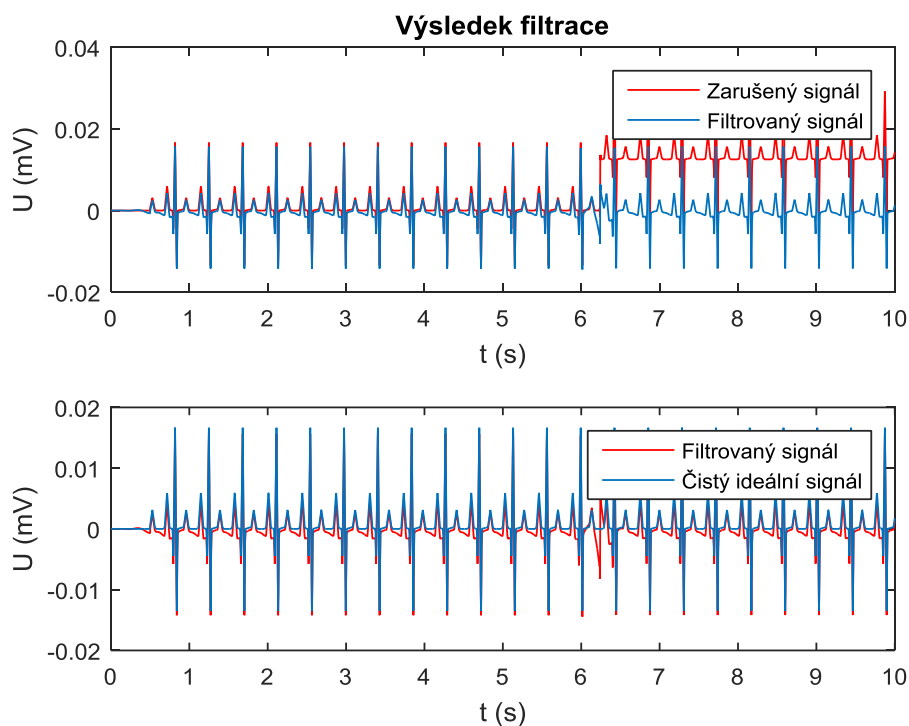 Výsledek filtrace
0.04
0.02
0
-0.02
U (mV)
Zarušený signál
Filtrovaný signál
0 1 2 3 4 5 6 7 8 9 10
t (s)
0.02
0.01
0
-0.01
-0.02
U (mV)
Filtrovaný signál
Čistý ideální signál
0 1 2 3 4 5 6 7 8 9 10
t (s)